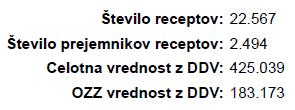 Število receptov: 22.567
Število prejemnikov receptov: 2.494
Celotna vrednost z DDV: 425.039
OZZ vrednost z DDV: 183.173